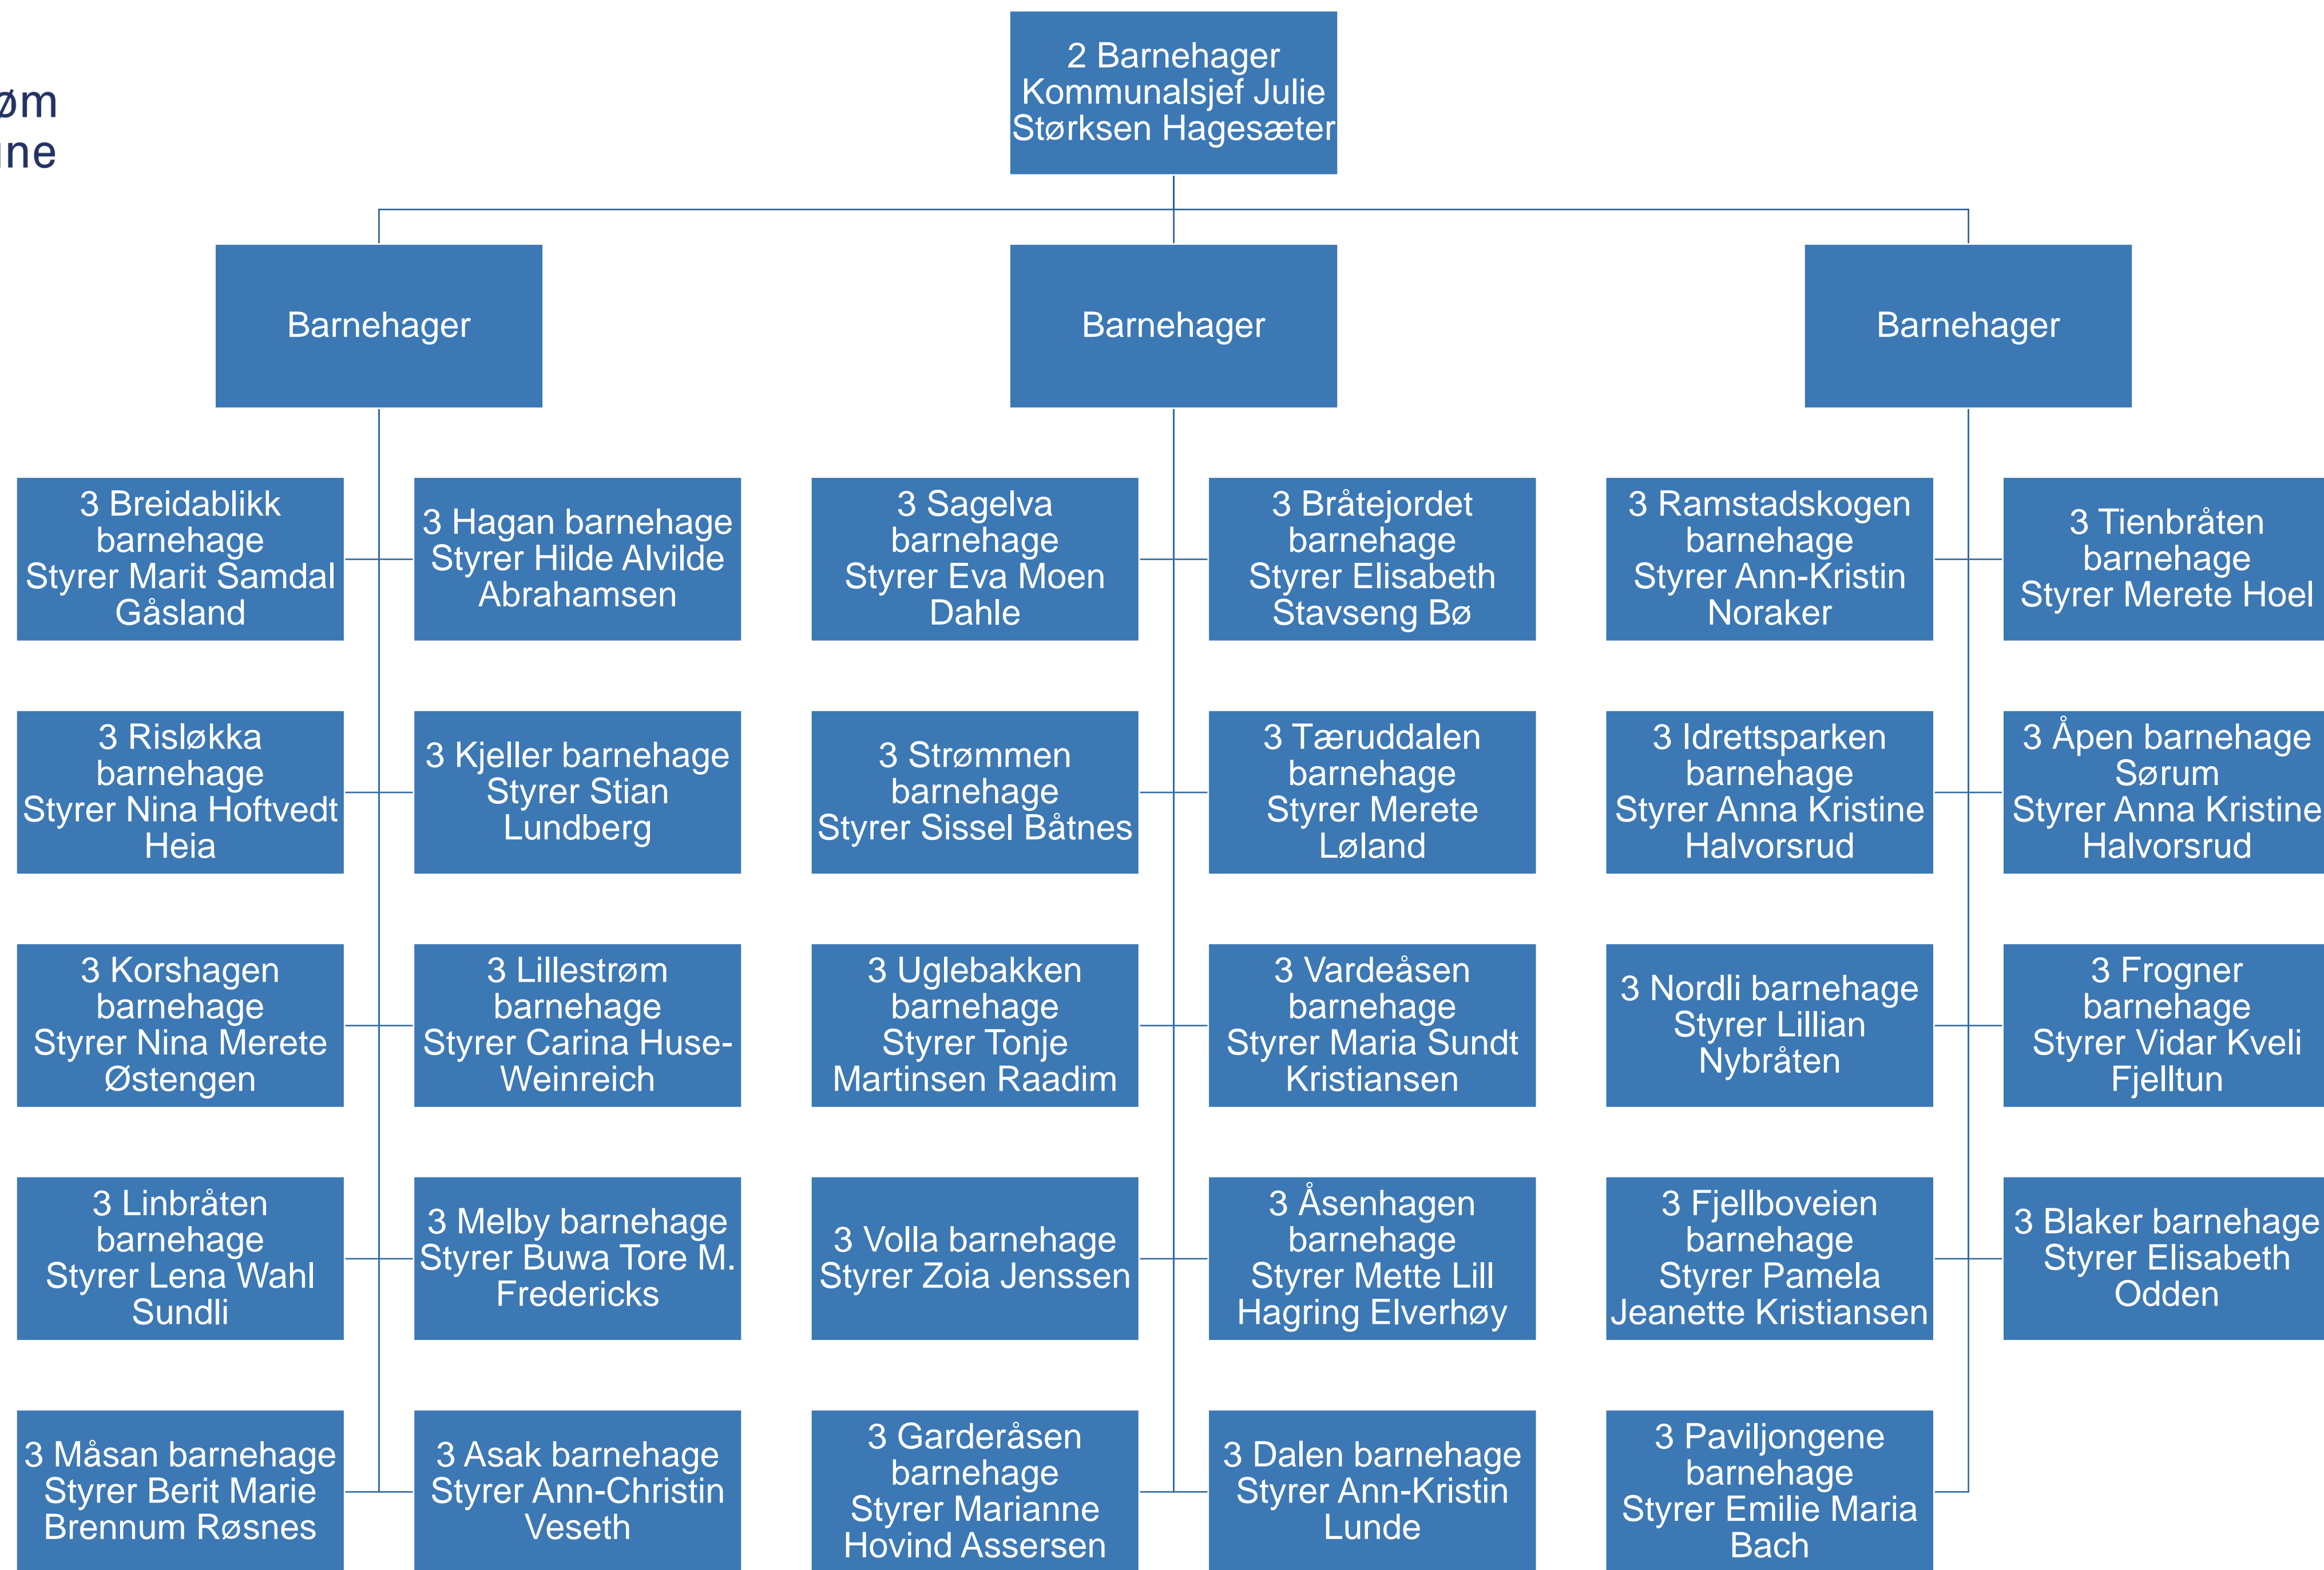 øm
une
2 Barnehager
Kommunalsjef Julie
Størksen Hagesæter
Barnehager
Barnehager
Barnehager
3 Breidablikk
barnehage
Styrer Marit Samdal
Gåsland
3 Hagan barnehage
Styrer Hilde Alvilde
Abrahamsen
3 Sagelva
barnehage
Styrer Eva Moen
Dahle
3 Bråtejordet
barnehage
Styrer Elisabeth
Stavseng Bø
3 Ramstadskogen
barnehage
Styrer Ann-Kristin
Noraker
3 Tienbråten
barnehage
Styrer Merete Hoel
3 Risløkka
barnehage
Styrer Nina Hoftvedt
Heia
3 Kjeller barnehage
Styrer Stian
Lundberg
3 Strømmen
barnehage
Styrer Sissel Båtnes
3 Tæruddalen
barnehage
Styrer Merete
Løland
3 Idrettsparken
barnehage
Styrer Anna Kristine
Halvorsrud
3 Åpen barnehage
Sørum
Styrer Anna Kristine
Halvorsrud
3 Korshagen
barnehage
Styrer Nina Merete
Østengen
3 Lillestrøm
barnehage
Styrer Carina Huse-
Weinreich
3 Uglebakken
barnehage
Styrer Tonje
Martinsen Raadim
3 Vardeåsen
barnehage
Styrer Maria Sundt
Kristiansen
3 Nordli barnehage
Styrer Lillian
Nybråten
3 Frogner
barnehage
Styrer Vidar Kveli
Fjelltun
3 Linbråten
barnehage
Styrer Lena Wahl
Sundli
3 Melby barnehage
Styrer Buwa Tore M.
Fredericks
3 Volla barnehage
Styrer Zoia Jenssen
3 Åsenhagen
barnehage
Styrer Mette Lill
Hagring Elverhøy
3 Fjellboveien
barnehage
Styrer Pamela
Jeanette Kristiansen
3 Blaker barnehage
Styrer Elisabeth
Odden
3 Måsan barnehage
Styrer Berit Marie
Brennum Røsnes
3 Asak barnehage
Styrer Ann-Christin
Veseth
3 Garderåsen
barnehage
Styrer Marianne
Hovind Assersen
3 Dalen barnehage
Styrer Ann-Kristin
Lunde
3 Paviljongene
barnehage
Styrer Emilie Maria
Bach